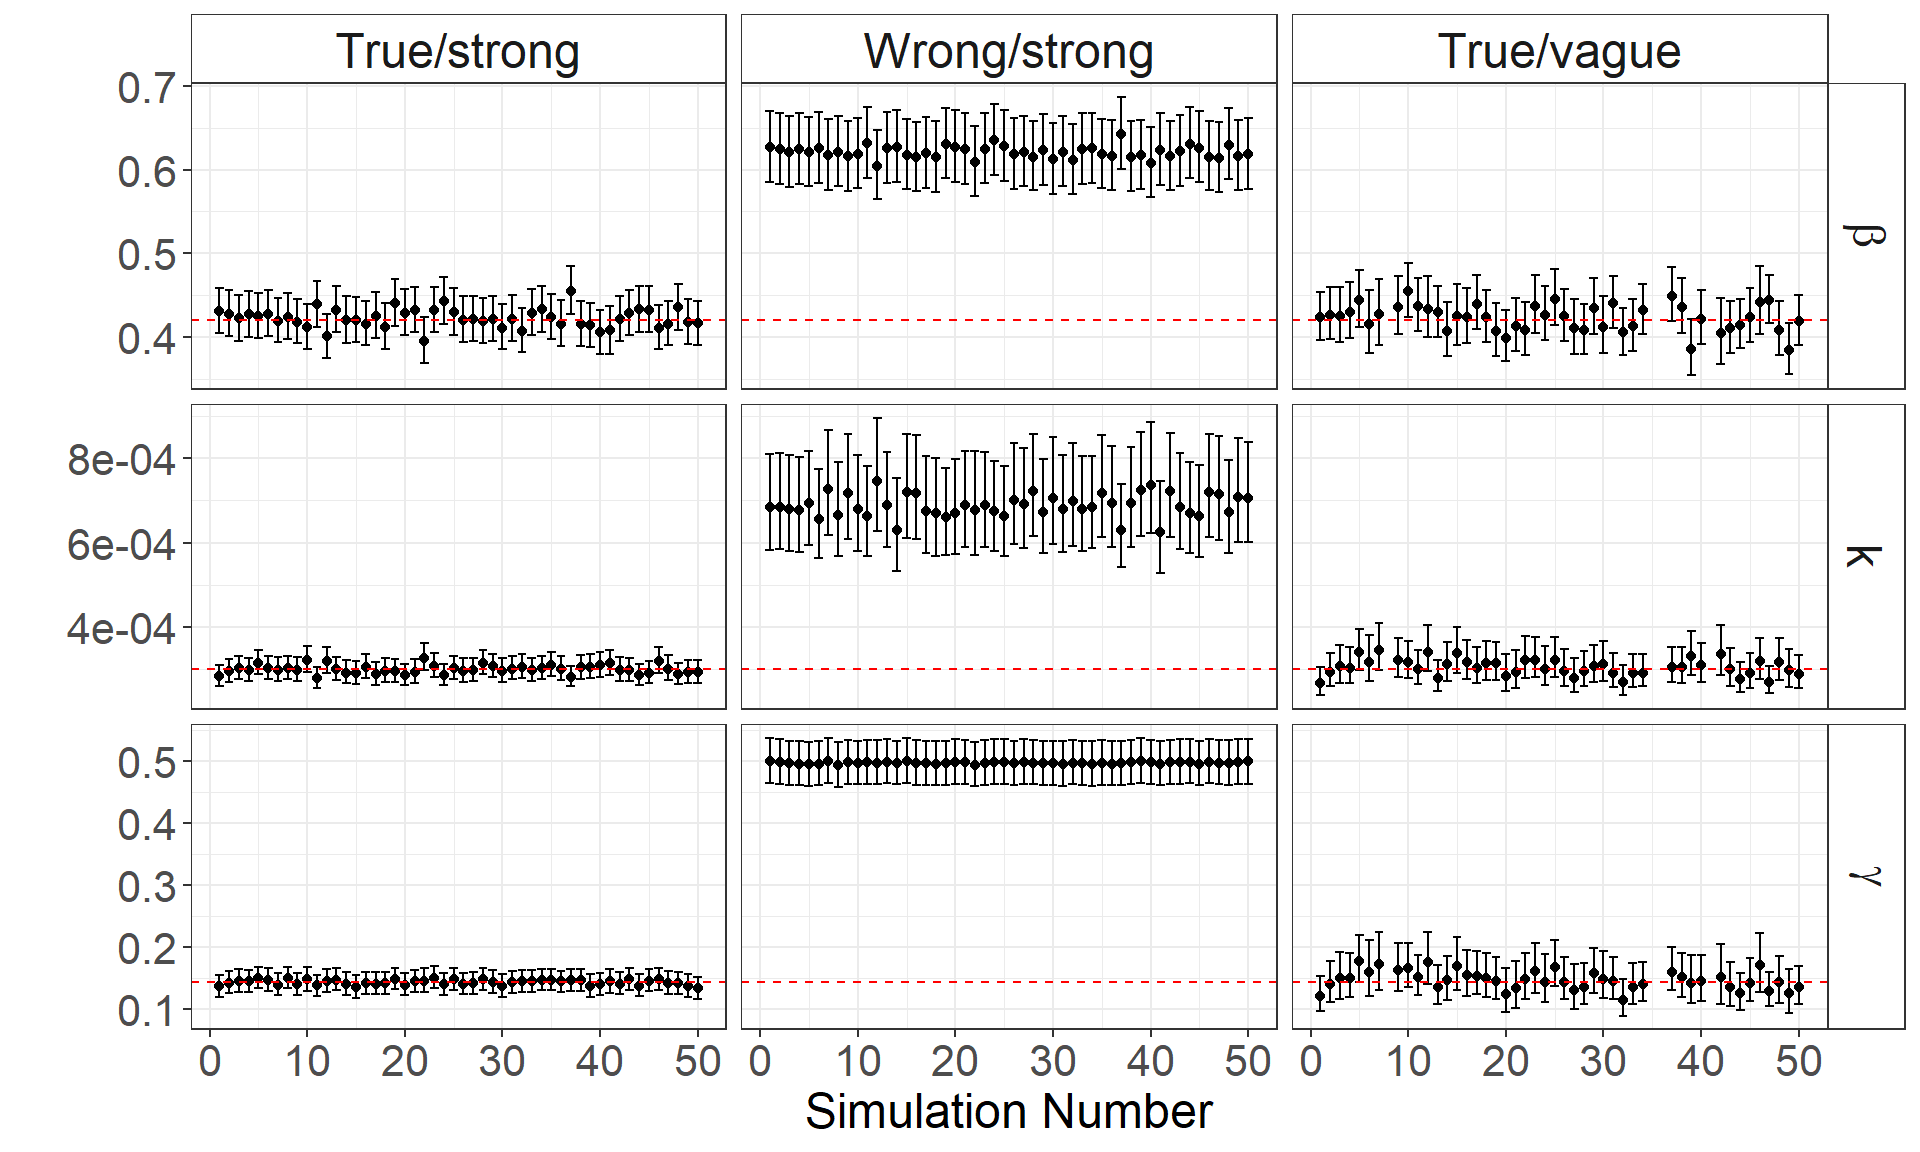 True/strong Wrong/strong True/vague
0.7
0.6
0.5
0.4
β
8e-04
6e-04
4e-04
k
0.5
0.4
0.3
0.2
0.1
γ
0 10 20 30 40 50 0 10 20 30 40 50 0 10 20 30 40 50
Simulation Number